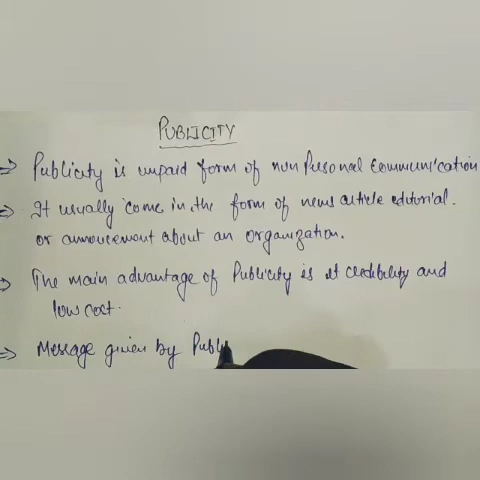 PUBLICITY
⇒ Publicity is unpaid form of non Personal Communication
⇒ It usually come in the form of news article editorial.
or announcement about an organization.
⇒ The main advantage of Publicity is it credibility and
low cost.
⇒ Message given by Publi